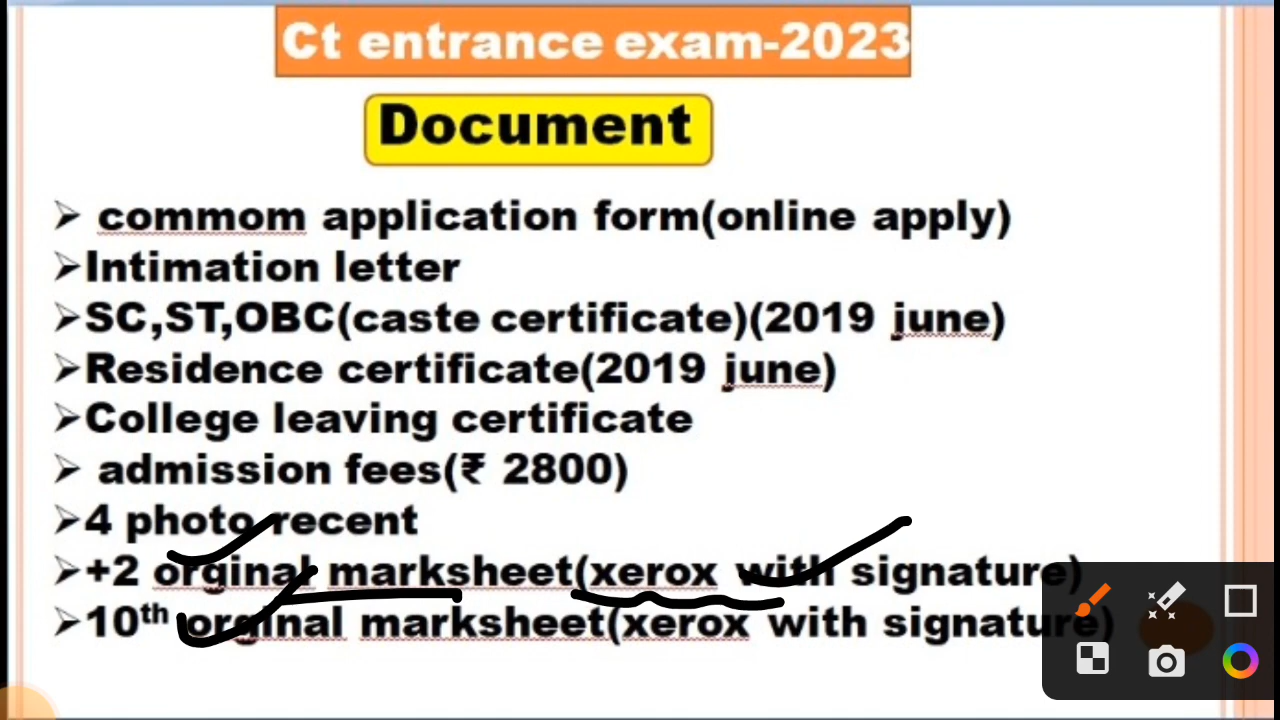 Ct entrance exam-2023
Document
➢ commom application form(online apply)
➢Intimation letter
➢SC,ST,OBC(caste certificate)(2019 june)
➢Residence certificate(2019 june)
➢College leaving certificate
➢ admission fees(₹ 2800)
➢4 photo recent
➢+2 orginal marksheet(xerox with signature)
➢10th orginal marksheet(xerox with signature)